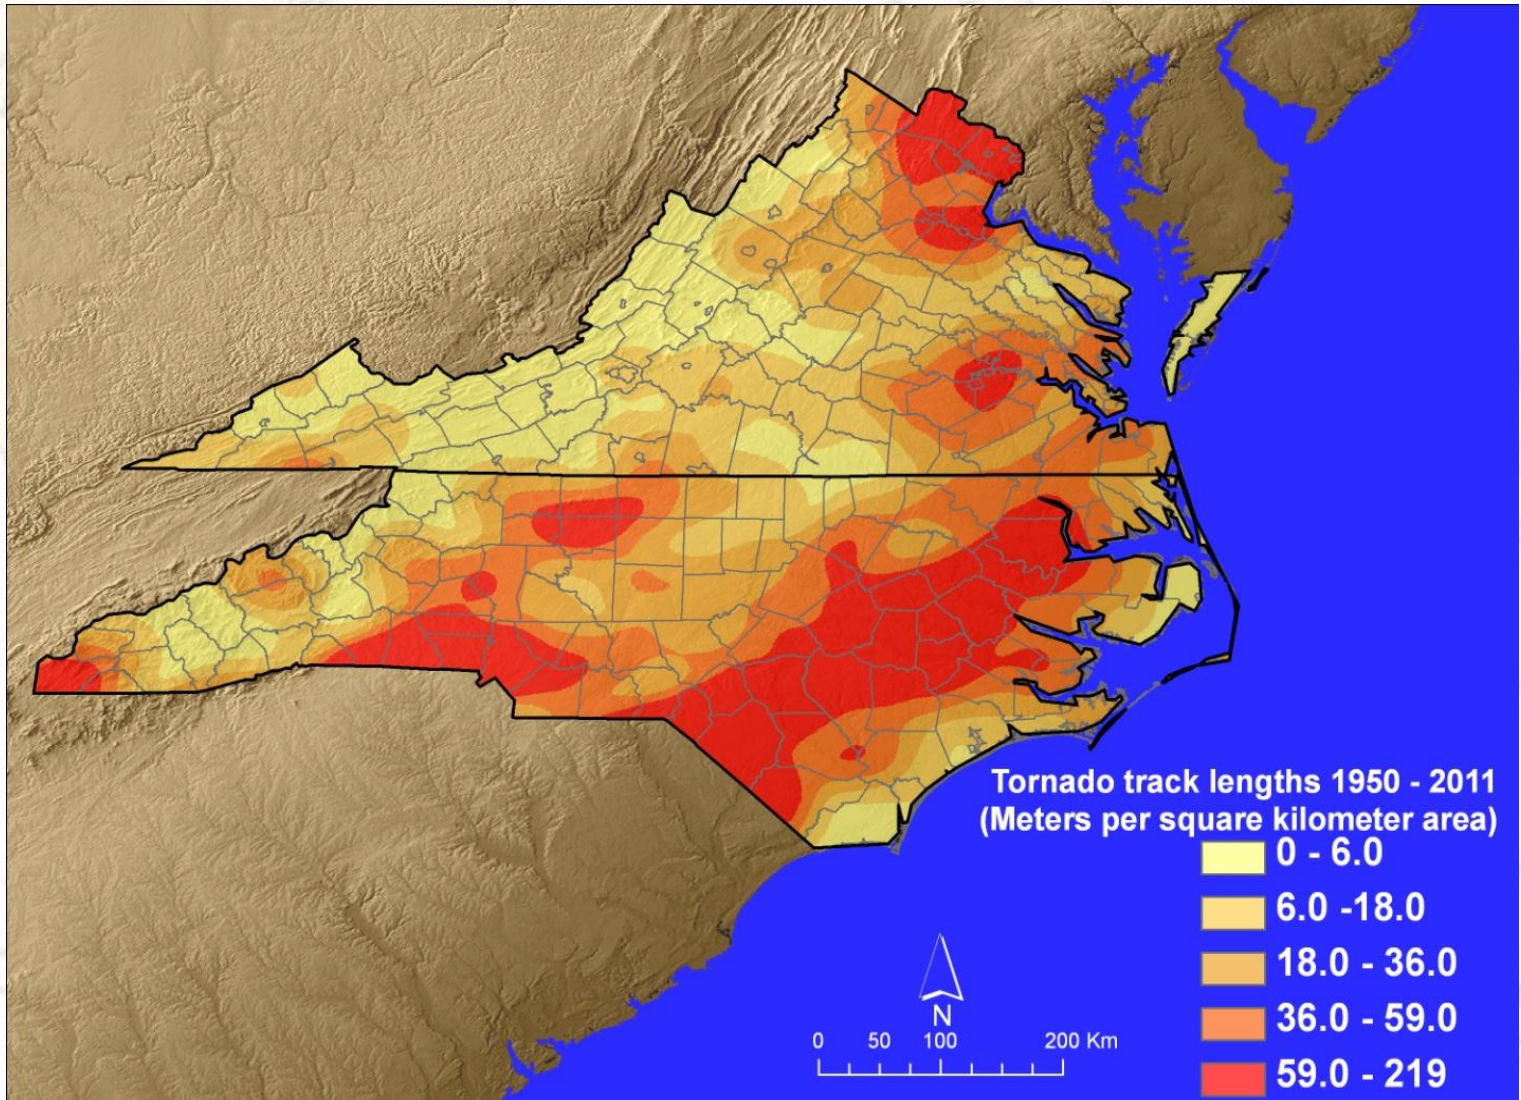 Tornado track lengths 1950 - 2011
(Meters per square kilometer area)
0 - 6.0
6.0 -18.0
18.0 - 36.0
36.0 - 59.0
59.0 - 219
N
0 50 100 200 Km